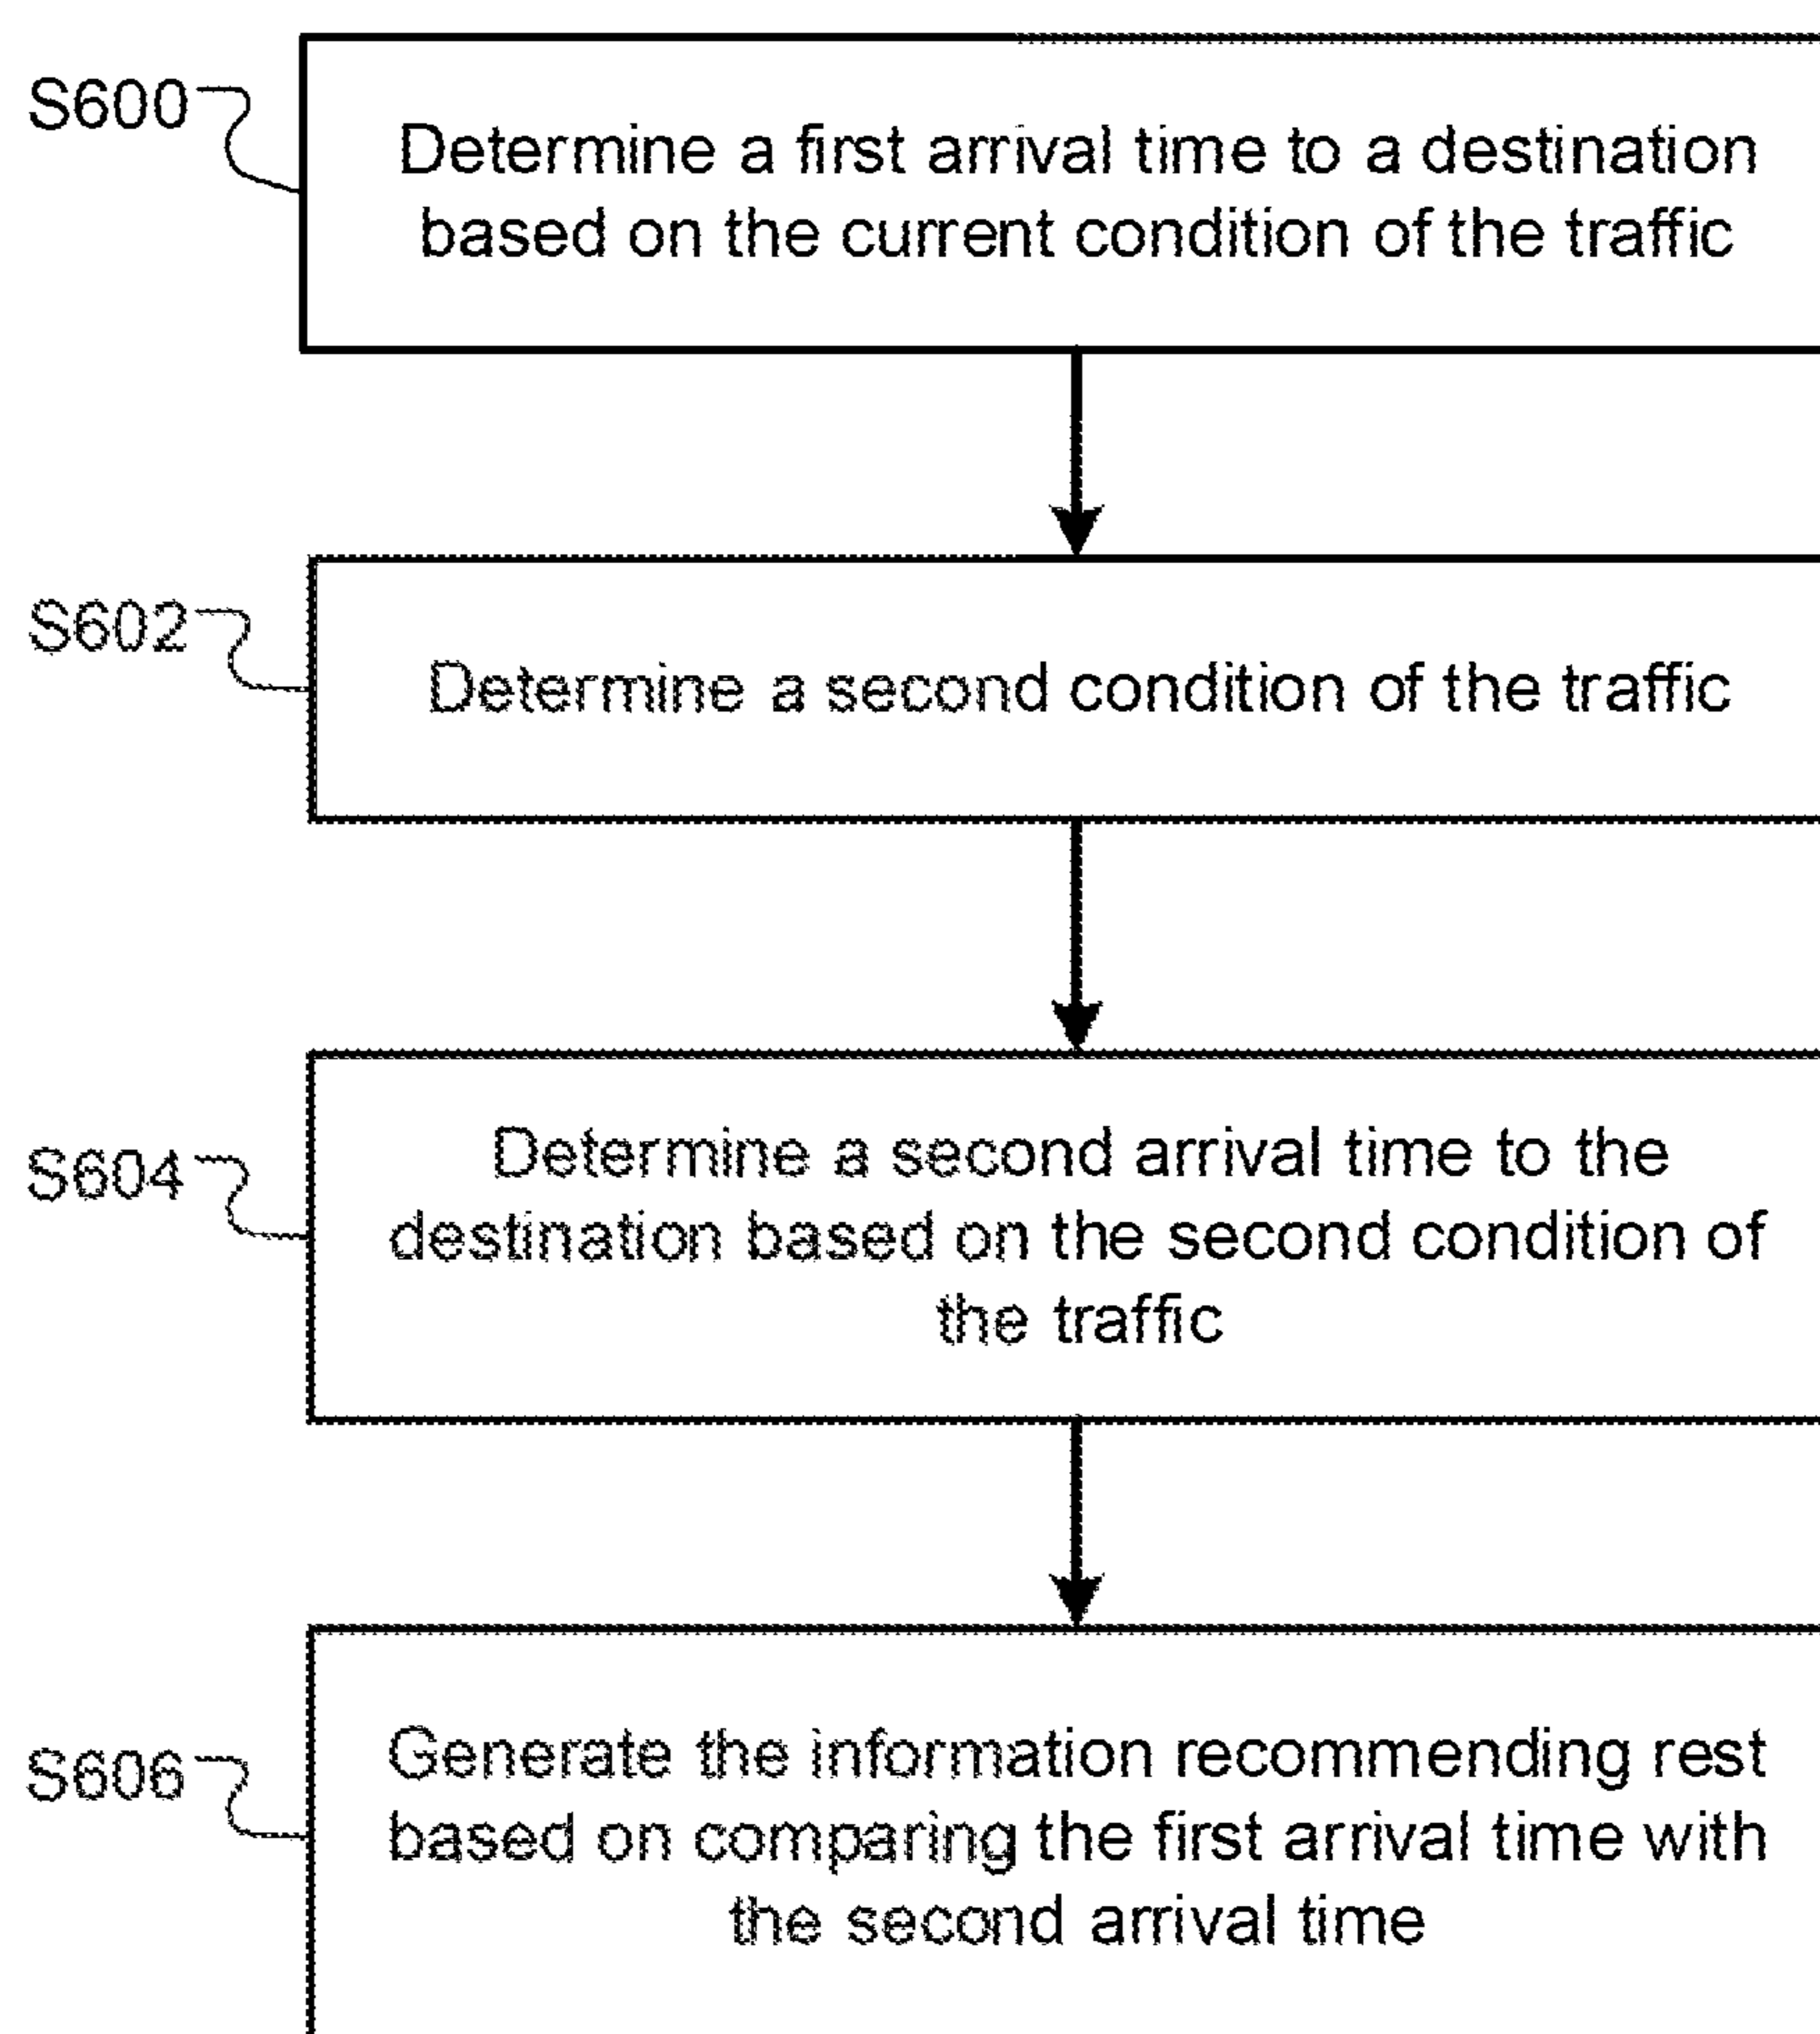 S600
Determine a first arrival time to a destination
based on the current condition of the traffic
S602
Determine a second condition of the traffic
S604
Determine a second arrival time to the
destination based on the second condition of
the traffic
S606
Generate the information recommending rest
based on comparing the first arrival time with
the second arrival time